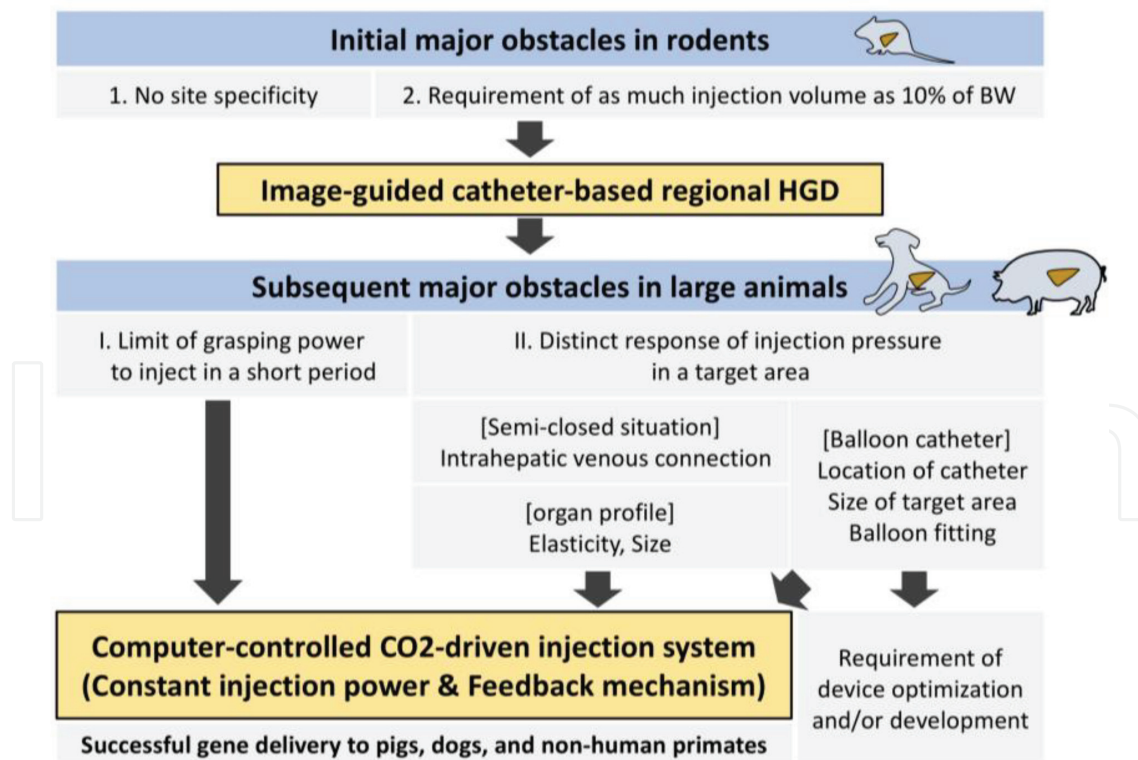 Initial major obstacles in rodents
1. No site specificity
2. Requirement of as much injection volume as 10% of BW
Image-guided catheter-based regional HGD
Subsequent major obstacles in large animals
I. Limit of grasping power
to inject in a short period
II. Distinct response of injection pressure
in a target area
[Semi-closed situation]
Intrahepatic venous connection
[organ profile]
Elasticity, Size
[Balloon catheter]
Location of catheter
Size of target area
Balloon fitting
Computer-controlled CO2-driven injection system
(Constant injection power & Feedback mechanism)
Successful gene delivery to pigs, dogs, and non-human primates
Requirement of
device optimization
and/or development